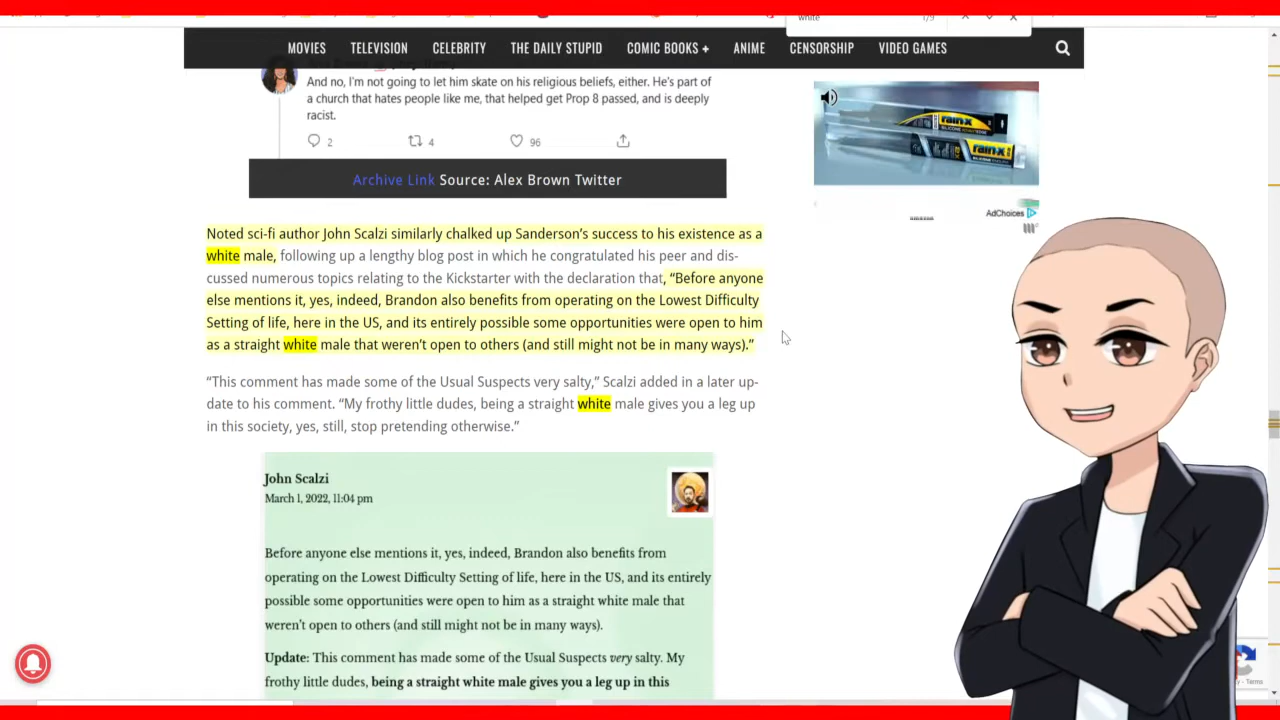 white
1/9
MOVIES TELEVISION CELEBRITY THE DAILY STUPID COMIC BOOKS + ANIME CENSORSHIP VIDEO GAMES
And no, I'm not going to let him skate on his religious beliefs, either. He's part of
a church that hates people like me, that helped get Prop 8 passed, and is deeply
racist.
2 4 96
Archive Link Source: Alex Brown Twitter
rain-x
rain-x
AdChoices
Noted sci-fi author John Scalzi similarly chalked up Sanderson's success to his existence as a
white male, following up a lengthy blog post in which he congratulated his peer and dis-
cussed numerous topics relating to the Kickstarter with the declaration that, “Before anyone
else mentions it, yes, indeed, Brandon also benefits from operating on the Lowest Difficulty
Setting of life, here in the US, and its entirely possible some opportunities were open to him
as a straight white male that weren't open to others (and still might not be in many ways).”
“This comment has made some of the Usual Suspects very salty,” Scalzi added in a later up-
date to his comment. “My frothy little dudes, being a straight white male gives you a leg up
in this society, yes, still, stop pretending otherwise.”
John Scalzi
March 1, 2022, 11:04 pm
Before anyone else mentions it, yes, indeed, Brandon also benefits from
operating on the Lowest Difficulty Setting of life, here in the US, and its entirely
possible some opportunities were open to him as a straight white male that
weren't open to others (and still might not be in many ways).
Update: This comment has made some of the Usual Suspects very salty. My
frothy little dudes, being a straight white male gives you a leg up in this
- Terms